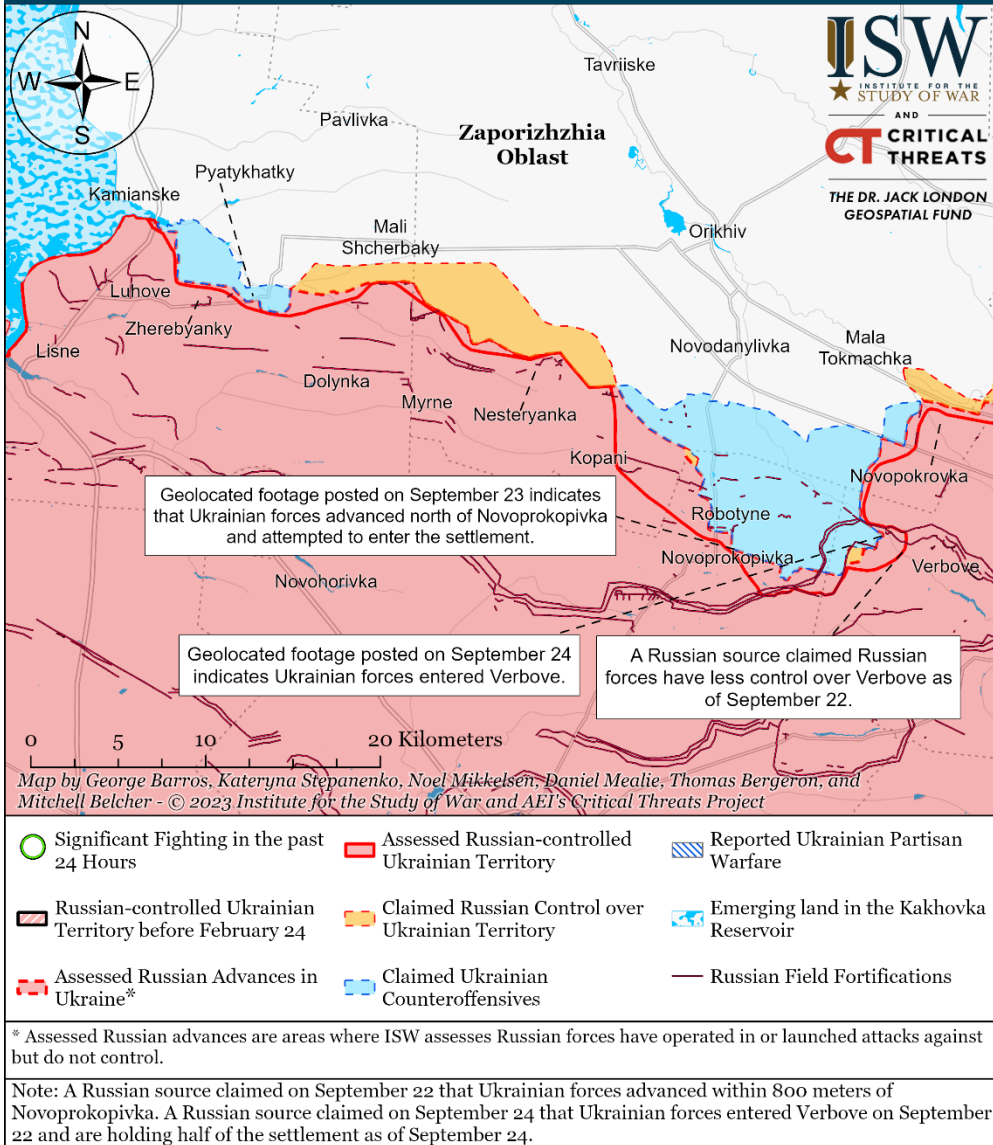 N
W
E
S
ISW
INSTITUTE FOR THE
STUDY OF WAR
AND
CT CRITICAL
THREATS
THE DR. JACK LONDON
GEOSPATIAL FUND
Tavriiske
Pavlivka
Zaporizhzhia
Oblast
Pyatykhatky
Kamianske
Mali
Shcherbaky
Orikhiv
Luhove
Zherebyanky
Lisne
Dolynka
Myrne
Nesteryanka
Novodanylivka
Mala
Tokmachka
Kopani
Novopokrovka
Geolocated footage posted on September 23 indicates
that Ukrainian forces advanced north of Novoprokopivka
and attempted to enter the settlement.
Robotyne
Novoprokopivka
Verbove
Novohorivka
Geolocated footage posted on September 24
indicates Ukrainian forces entered Verbove.
A Russian source claimed Russian
forces have less control over Verbove as
of September 22.
0 5 10 20 Kilometers
Map by George Barros, Kateryna Stepanenko, Noel Mikkelsen, Daniel Mealie, Thomas Bergeron, and
Mitchell Belcher - © 2023 Institute for the Study of War and AEI's Critical Threats Project
Significant Fighting in the past
24 Hours
Assessed Russian-controlled
Ukrainian Territory
Reported Ukrainian Partisan
Warfare
Russian-controlled Ukrainian
Territory before February 24
Claimed Russian Control over
Ukrainian Territory
Emerging land in the Kakhovka
Reservoir
Assessed Russian Advances in
Ukraine*
Claimed Ukrainian
Counteroffensives
Russian Field Fortifications
* Assessed Russian advances are areas where ISW assesses Russian forces have operated in or launched attacks against
but do not control.
Note: A Russian source claimed on September 22 that Ukrainian forces advanced within 800 meters of
Novoprokopivka. A Russian source claimed on September 24 that Ukrainian forces entered Verbove on September
22 and are holding half of the settlement as of September 24.